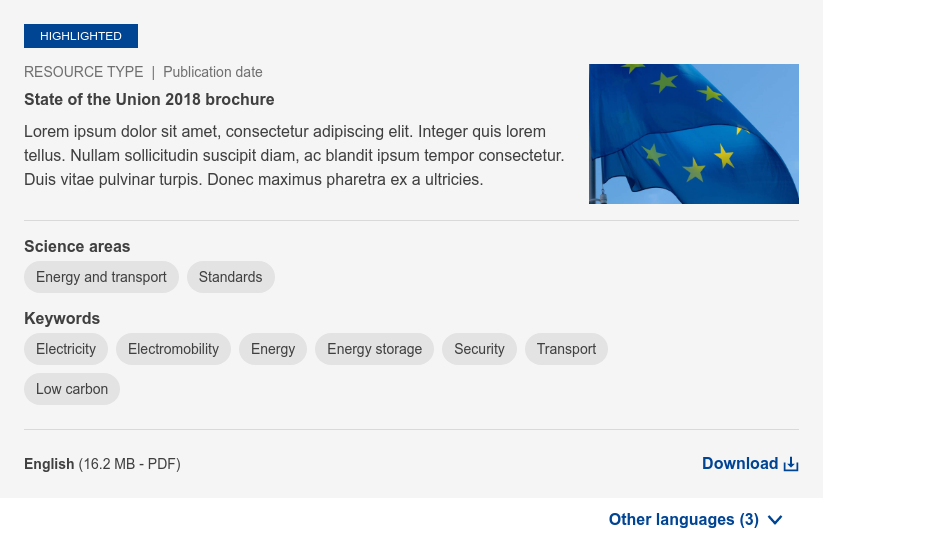 HIGHLIGHTED
RESOURCE TYPE | Publication date
State of the Union 2018 brochure
Lorem ipsum dolor sit amet, consectetur adipiscing elit. Integer quis lorem
tellus. Nullam sollicitudin suscipit diam, ac blandit ipsum tempor consectetur.
Duis vitae pulvinar turpis. Donec maximus pharetra ex a ultricies.
Science areas
Energy and transport Standards
Keywords
Electricity Electromobility Energy Energy storage Security Transport
Low carbon
English (16.2 MB - PDF) Download
Other languages (3)